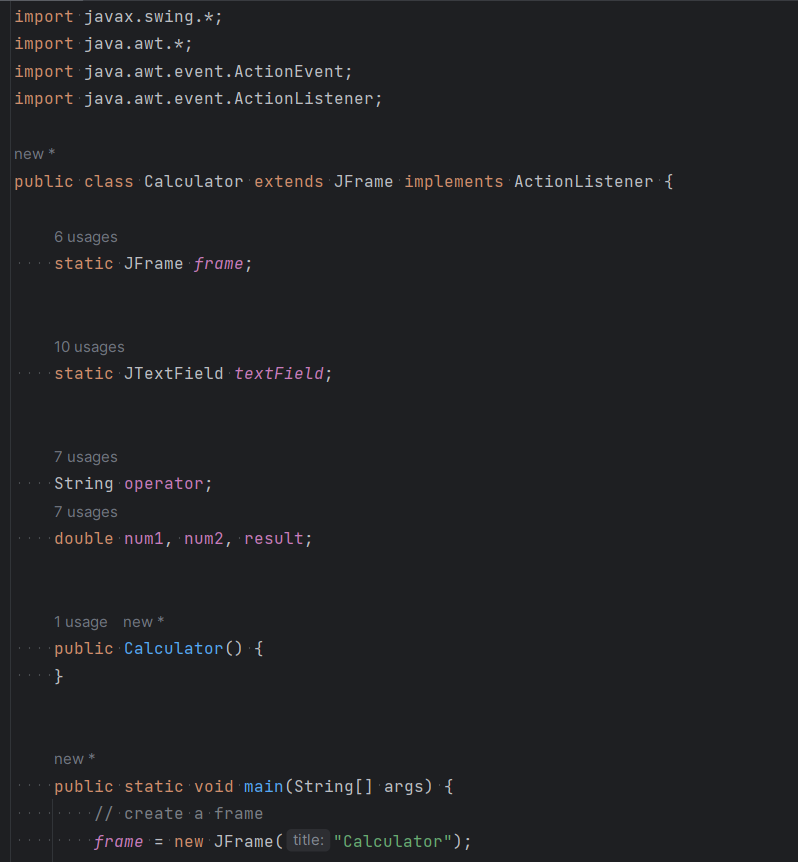 import javax.swing.*;
import java.awt.*;
import java.awt.event.ActionEvent;
import java.awt.event.ActionListener;
new *
public class Calculator extends JFrame implements ActionListener {
6 usages
static JFrame frame;
10 usages
static JTextField textField;
7 usages
String operator;
7 usages
double num1, num2, result;
1 usage new *
public Calculator() {
}
new *
public static void main(String[] args) {
// create a frame
frame = new JFrame( title: "Calculator");